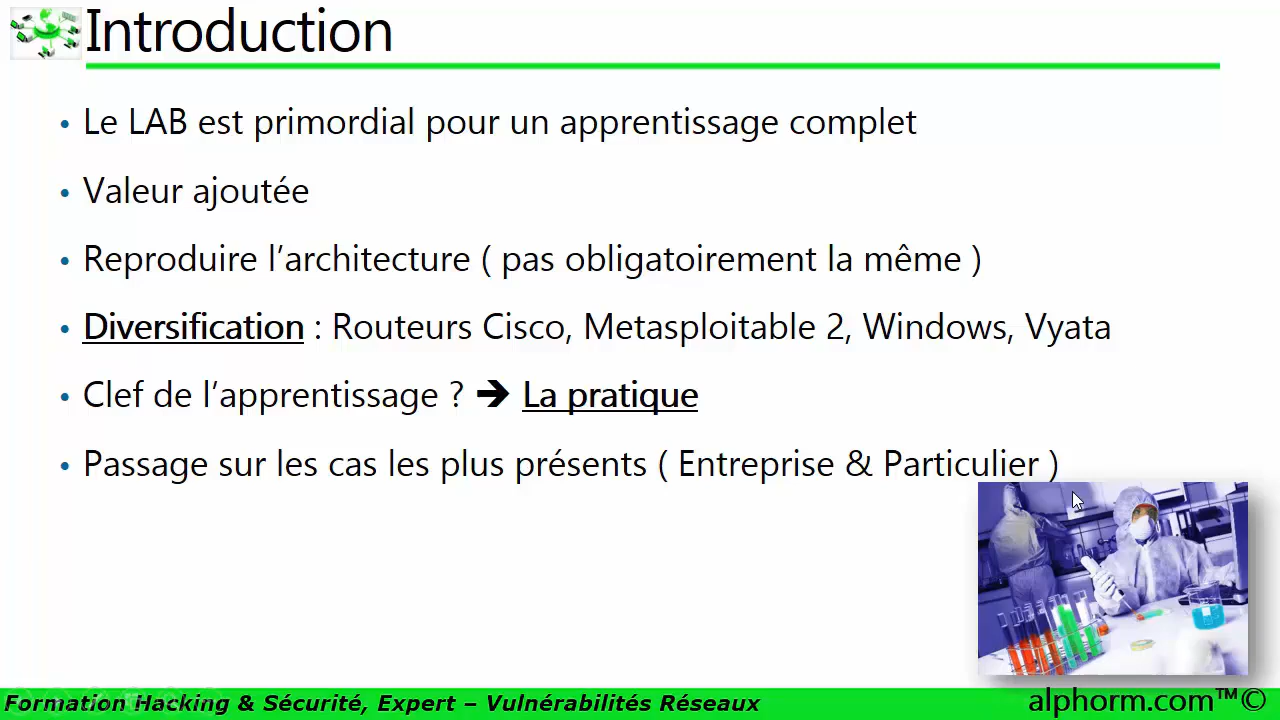 Introduction
• Le LAB est primordial pour un apprentissage complet
• Valeur ajoutée
• Reproduire l’architecture ( pas obligatoirement la même )
• Diversification : Routeurs Cisco, Metasploitable 2, Windows, Vyata
• Clef de l’apprentissage ? ➔ La pratique
• Passage sur les cas les plus présents ( Entreprise & Particulier )
Formation Hacking & Sécurité, Expert – Vulnérabilités Réseaux
alphorm.com™©